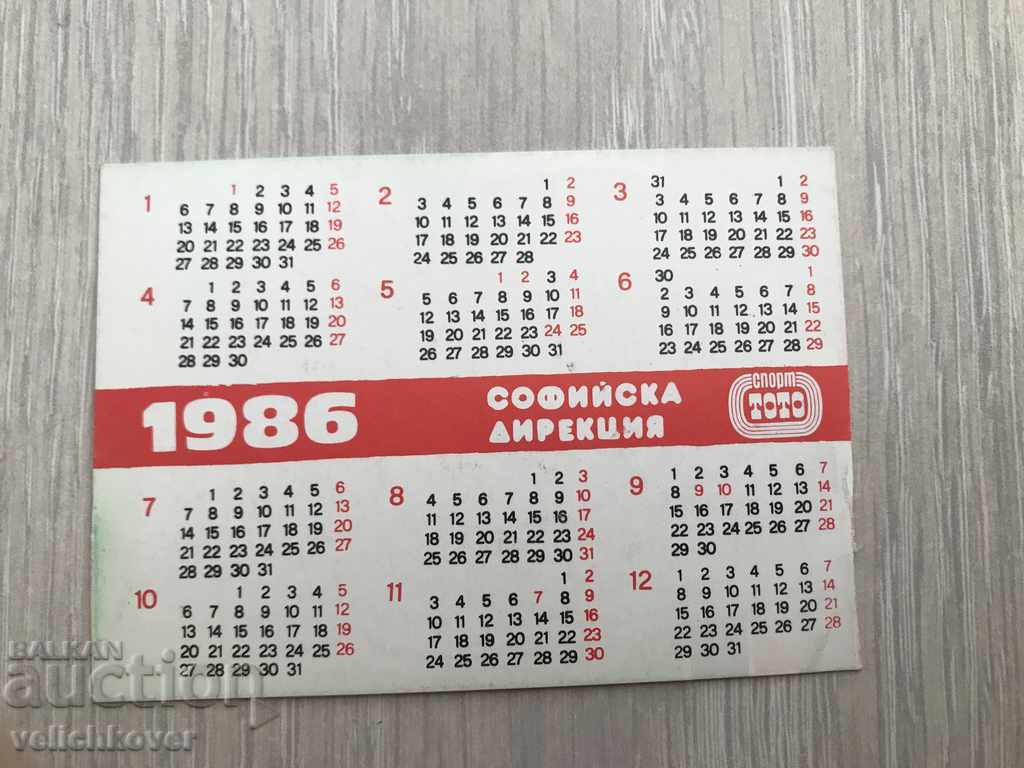 1
1 2 3 4 5
6 7 8 9 10 11 12
13 14 15 16 17 18 19
20 21 22 23 24 25 26
27 28 29 30 31
2
1 2
3 4 5 6 7 8 9
10 11 12 13 14 15 16
17 18 19 20 21 22 23
24 25 26 27 28
3
31 1 2
3 4 5 6 7 8 9
10 11 12 13 14 15 16
17 18 19 20 21 22 23
24 25 26 27 28 29 30
4
1 2 3 4 5 6
7 8 9 10 11 12 13
14 15 16 17 18 19 20
21 22 23 24 25 26 27
28 29 30
5
1 2 3 4
5 6 7 8 9 10 11
12 13 14 15 16 17 18
19 20 21 22 23 24 25
26 27 28 29 30 31
6
30 1
2 3 4 5 6 7 8
9 10 11 12 13 14 15
16 17 18 19 20 21 22
23 24 25 26 27 28 29
1986
СОФИЙСКА
ДИРЕКЦИЯ
спорт
ТОТО
7
1 2 3 4 5 6
7 8 9 10 11 12 13
14 15 16 17 18 19 20
21 22 23 24 25 26 27
28 29 30 31
8
1 2 3
4 5 6 7 8 9 10
11 12 13 14 15 16 17
18 19 20 21 22 23 24
25 26 27 28 29 30 31
9
1 2 3 4 5 6 7
8 9 10 11 12 13 14
15 16 17 18 19 20 21
22 23 24 25 26 27 28
29 30
10
1 2 3 4 5
6 7 8 9 10 11 12
13 14 15 16 17 18 19
20 21 22 23 24 25 26
27 28 29 30 31
11
1 2
3 4 5 6 7 8 9
10 11 12 13 14 15 16
17 18 19 20 21 22 23
24 25 26 27 28 29 30
12
1 2 3 4 5 6 7
8 9 10 11 12 13 14
15 16 17 18 19 20 21
22 23 24 25 26 27 28
29 30 31
BALKAN
auction
velichkover